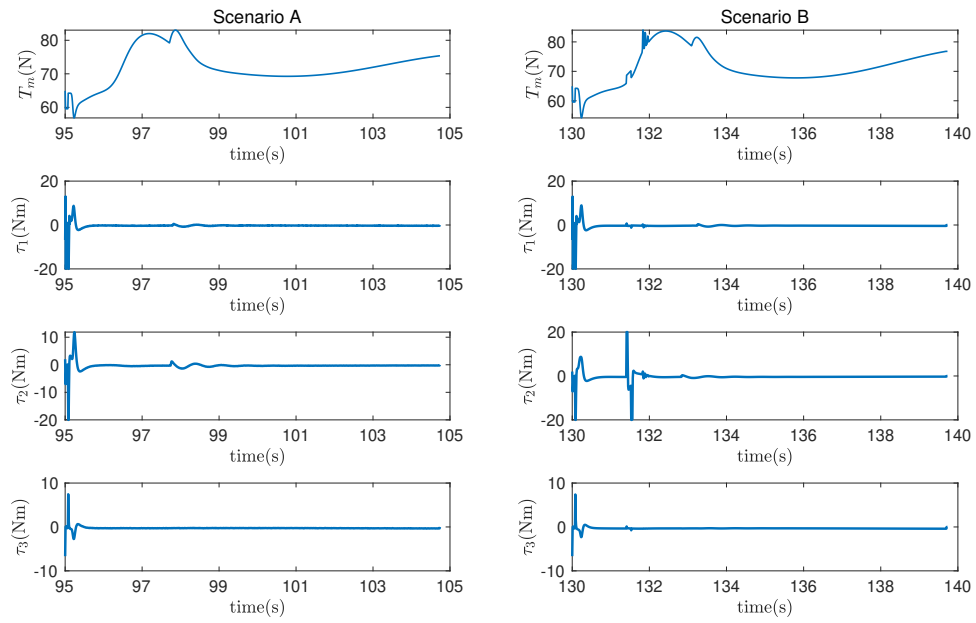 Scenario A
T_m(N)
80
70
60
95 97 99 101 103 105
time(s)
τ_1(Nm)
20
0
-20
95 97 99 101 103 105
time(s)
τ_2(Nm)
10
0
-10
-20
95 97 99 101 103 105
time(s)
τ_3(Nm)
10
0
-10
95 97 99 101 103 105
time(s)
Scenario B
T_m(N)
80
70
60
130 132 134 136 138 140
time(s)
τ_1(Nm)
20
0
-20
130 132 134 136 138 140
time(s)
τ_2(Nm)
20
0
-20
130 132 134 136 138 140
time(s)
τ_3(Nm)
10
0
-10
130 132 134 136 138 140
time(s)